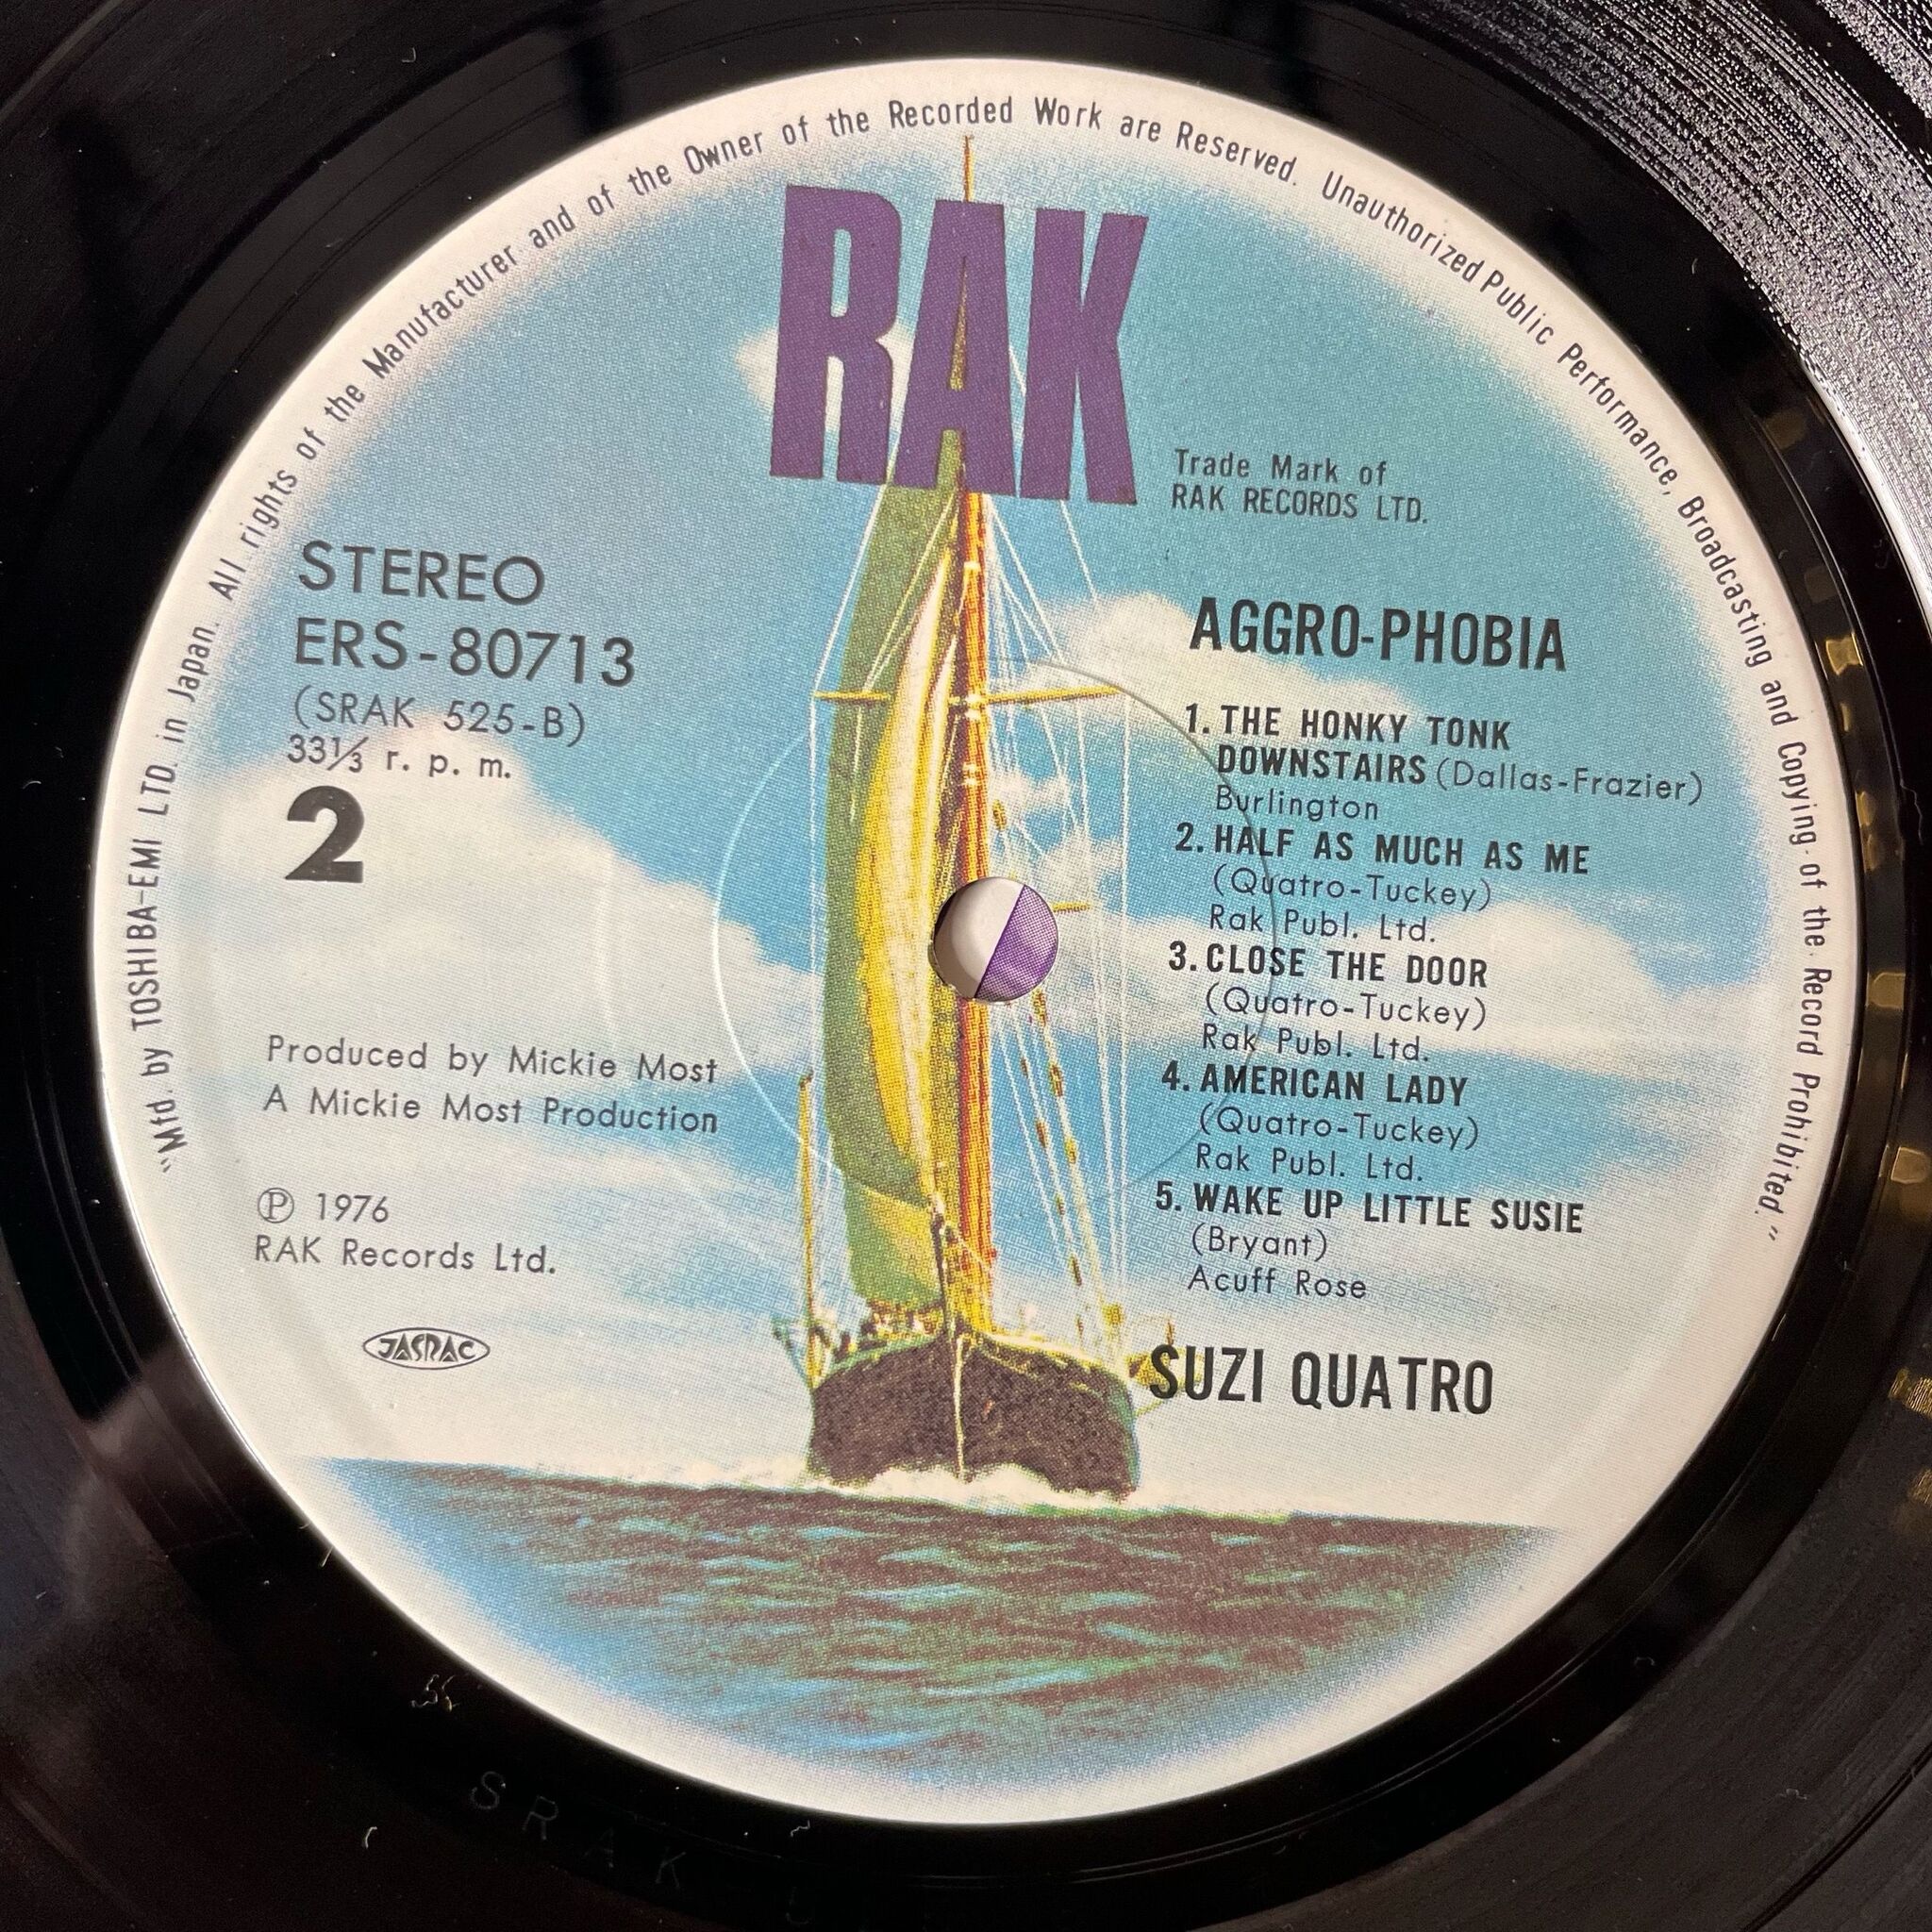 "Mfd. by TOSHIBA-EMI LTD. in Japan. All rights of the Manufacturer and of the Owner of the Recorded Work are Reserved. Unauthorized Public Performance, Broadcasting and Copying of the Record Prohibited."
RAK
Trade Mark of
RAK RECORDS LTD.
STEREO
ERS-80713
(SRAK 525-B)
33⅓ r. p. m.
2
Produced by Mickie Most
A Mickie Most Production
℗ 1976
RAK Records Ltd.
JASRAC
AGGRO-PHOBIA
1. THE HONKY TONK
DOWNSTAIRS (Dallas-Frazier)
Burlington
2. HALF AS MUCH AS ME
(Quatro-Tuckey)
Rak Publ. Ltd.
3. CLOSE THE DOOR
(Quatro-Tuckey)
Rak Publ. Ltd.
4. AMERICAN LADY
(Quatro-Tuckey)
Rak Publ. Ltd.
5. WAKE UP LITTLE SUSIE
(Bryant)
Acuff Rose
SUZI QUATRO
SRAK